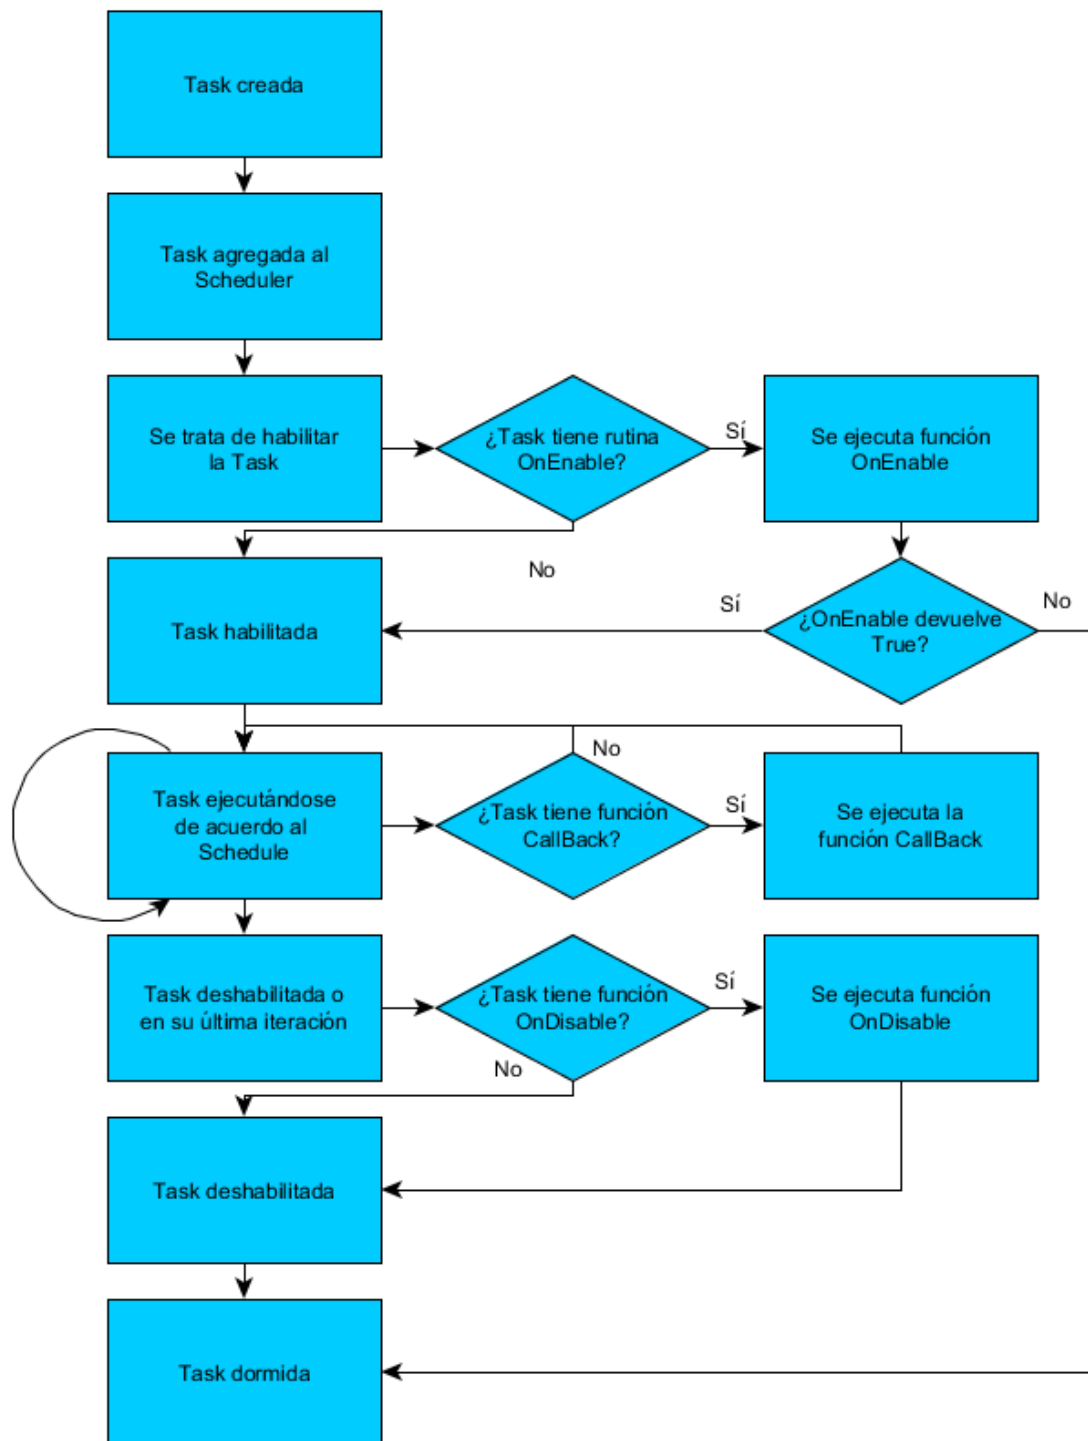 Task creada
Task agregada al
Scheduler
Se trata de habilitar
la Task
¿Task tiene rutina
OnEnable?
Sí
Se ejecuta función
OnEnable
No
Task habilitada
Sí
¿OnEnable devuelve
True?
No
Task ejecutándose
de acuerdo al
Schedule
No
¿Task tiene función
CallBack?
Sí
Se ejecuta la
función CallBack
Task deshabilitada o
en su última iteración
¿Task tiene función
OnDisable?
Sí
Se ejecuta función
OnDisable
No
Task deshabilitada
Task dormida